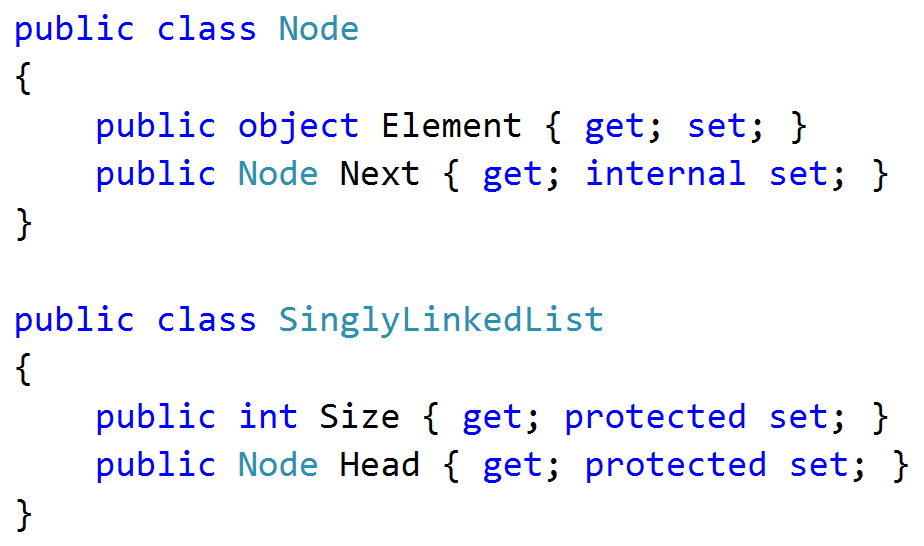 public class Node
{
    public object Element { get; set; }
    public Node Next { get; internal set; }
}

public class SinglyLinkedList
{
    public int Size { get; protected set; }
    public Node Head { get; protected set; }
}